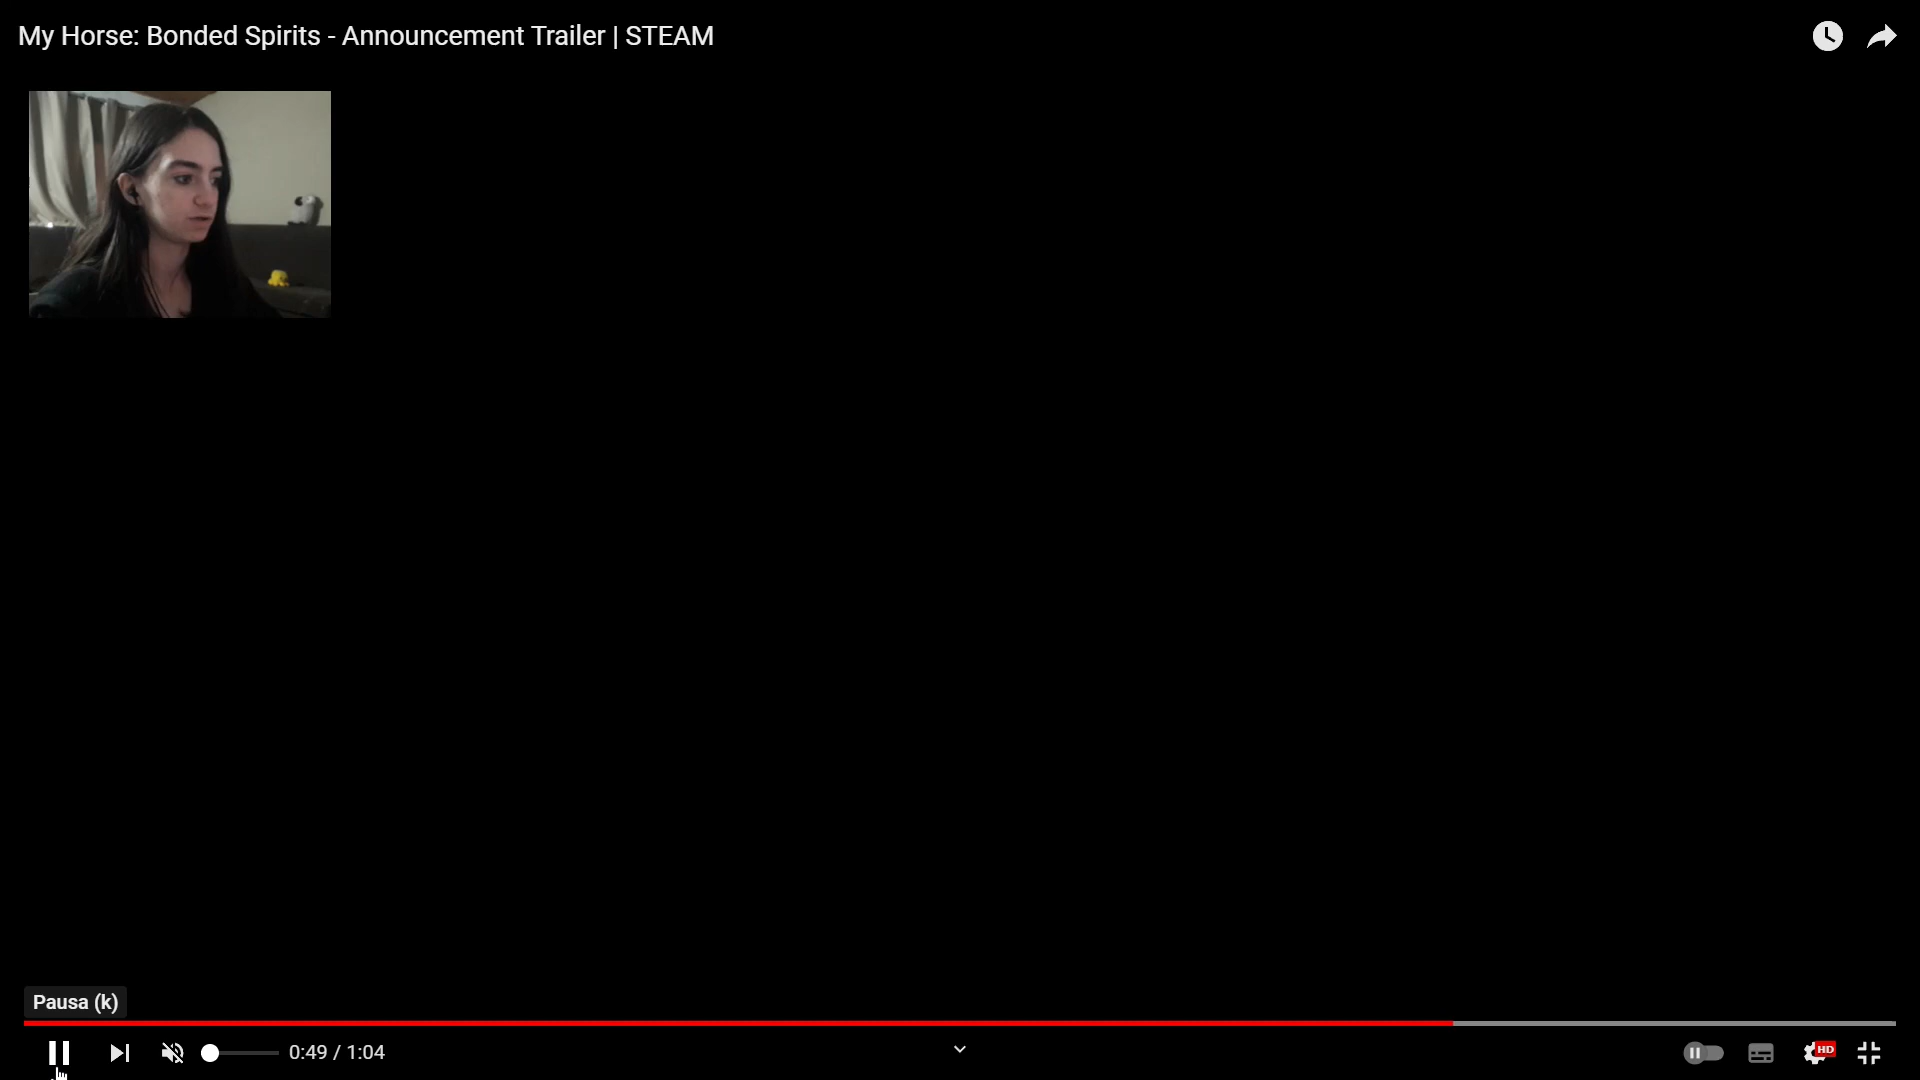 My Horse: Bonded Spirits - Announcement Trailer | STEAM
Pausa (k)
0:49 / 1:04
HD